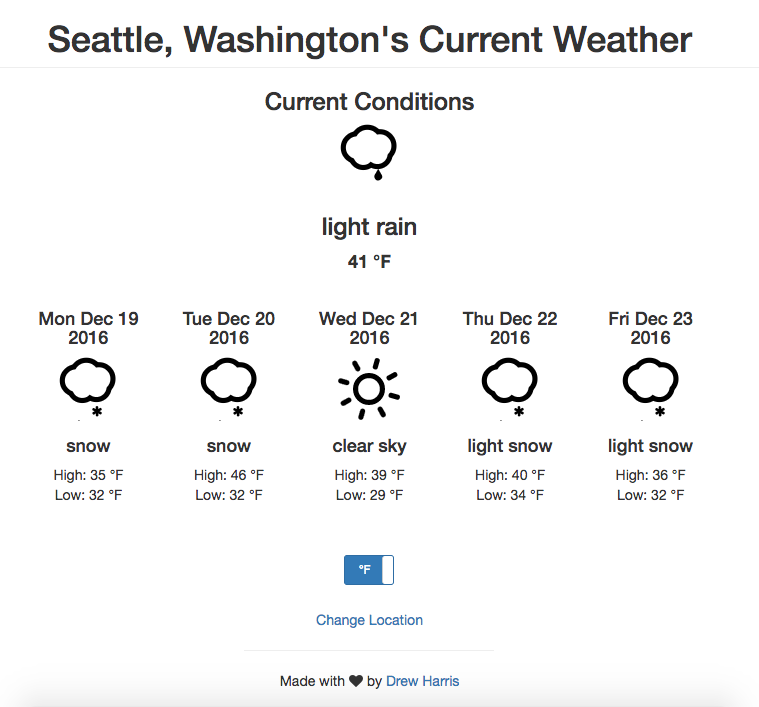 Seattle, Washington's Current Weather
Current Conditions
light rain
41 °F
Mon Dec 19
2016
snow
High: 35 °F
Low: 32 °F
Tue Dec 20
2016
snow
High: 46 °F
Low: 32 °F
Wed Dec 21
2016
clear sky
High: 39 °F
Low: 29 °F
Thu Dec 22
2016
light snow
High: 40 °F
Low: 34 °F
Fri Dec 23
2016
light snow
High: 36 °F
Low: 32 °F
°F
Change Location
Made with ♥ by Drew Harris